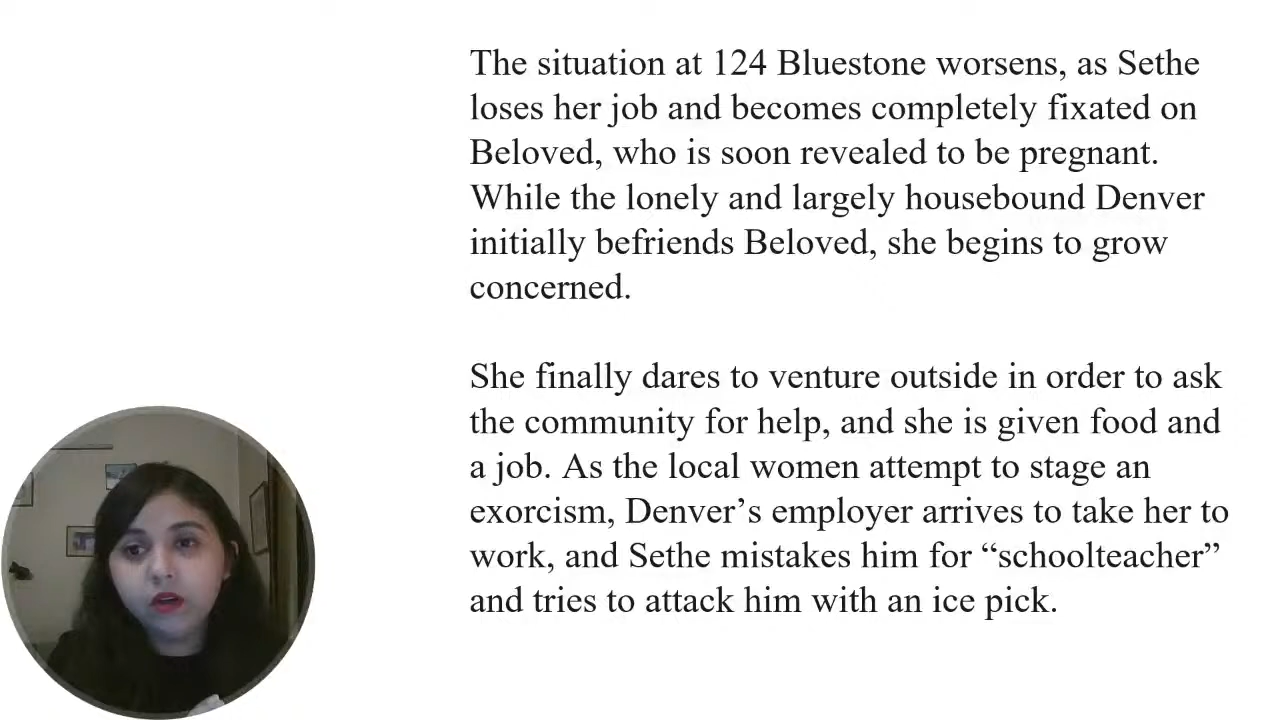 The situation at 124 Bluestone worsens, as Sethe
loses her job and becomes completely fixated on
Beloved, who is soon revealed to be pregnant.
While the lonely and largely housebound Denver
initially befriends Beloved, she begins to grow
concerned.
She finally dares to venture outside in order to ask
the community for help, and she is given food and
a job. As the local women attempt to stage an
exorcism, Denver’s employer arrives to take her to
work, and Sethe mistakes him for “schoolteacher”
and tries to attack him with an ice pick.